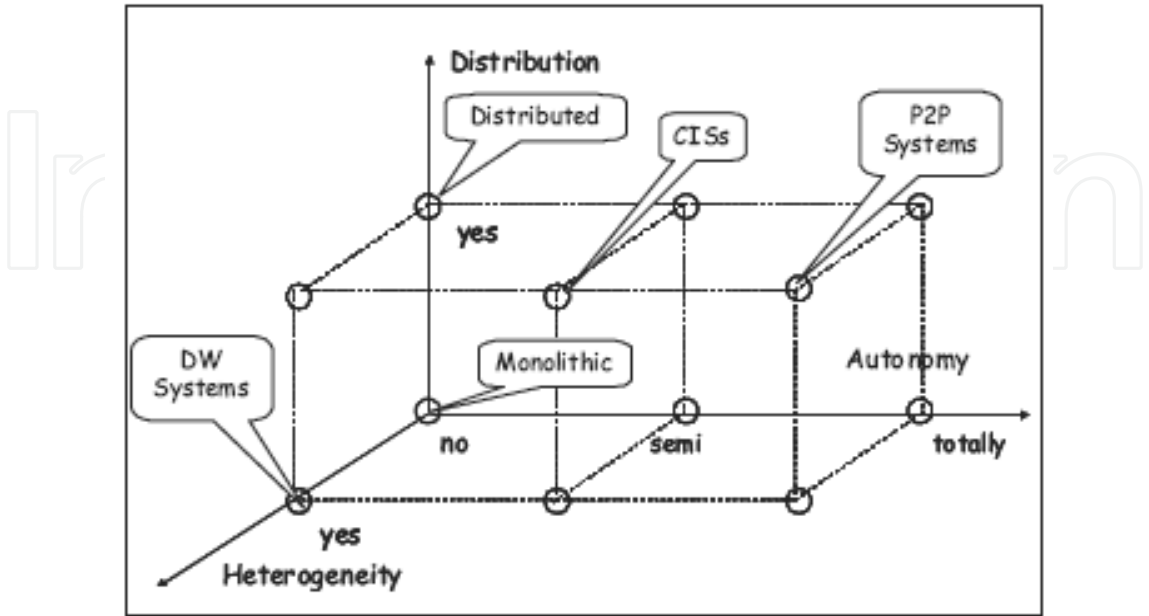 Distribution
Distributed
CISs
P2P
Systems
yes
DW
Systems
Monolithic
Autonomy
no
semi
totally
yes
Heterogeneity